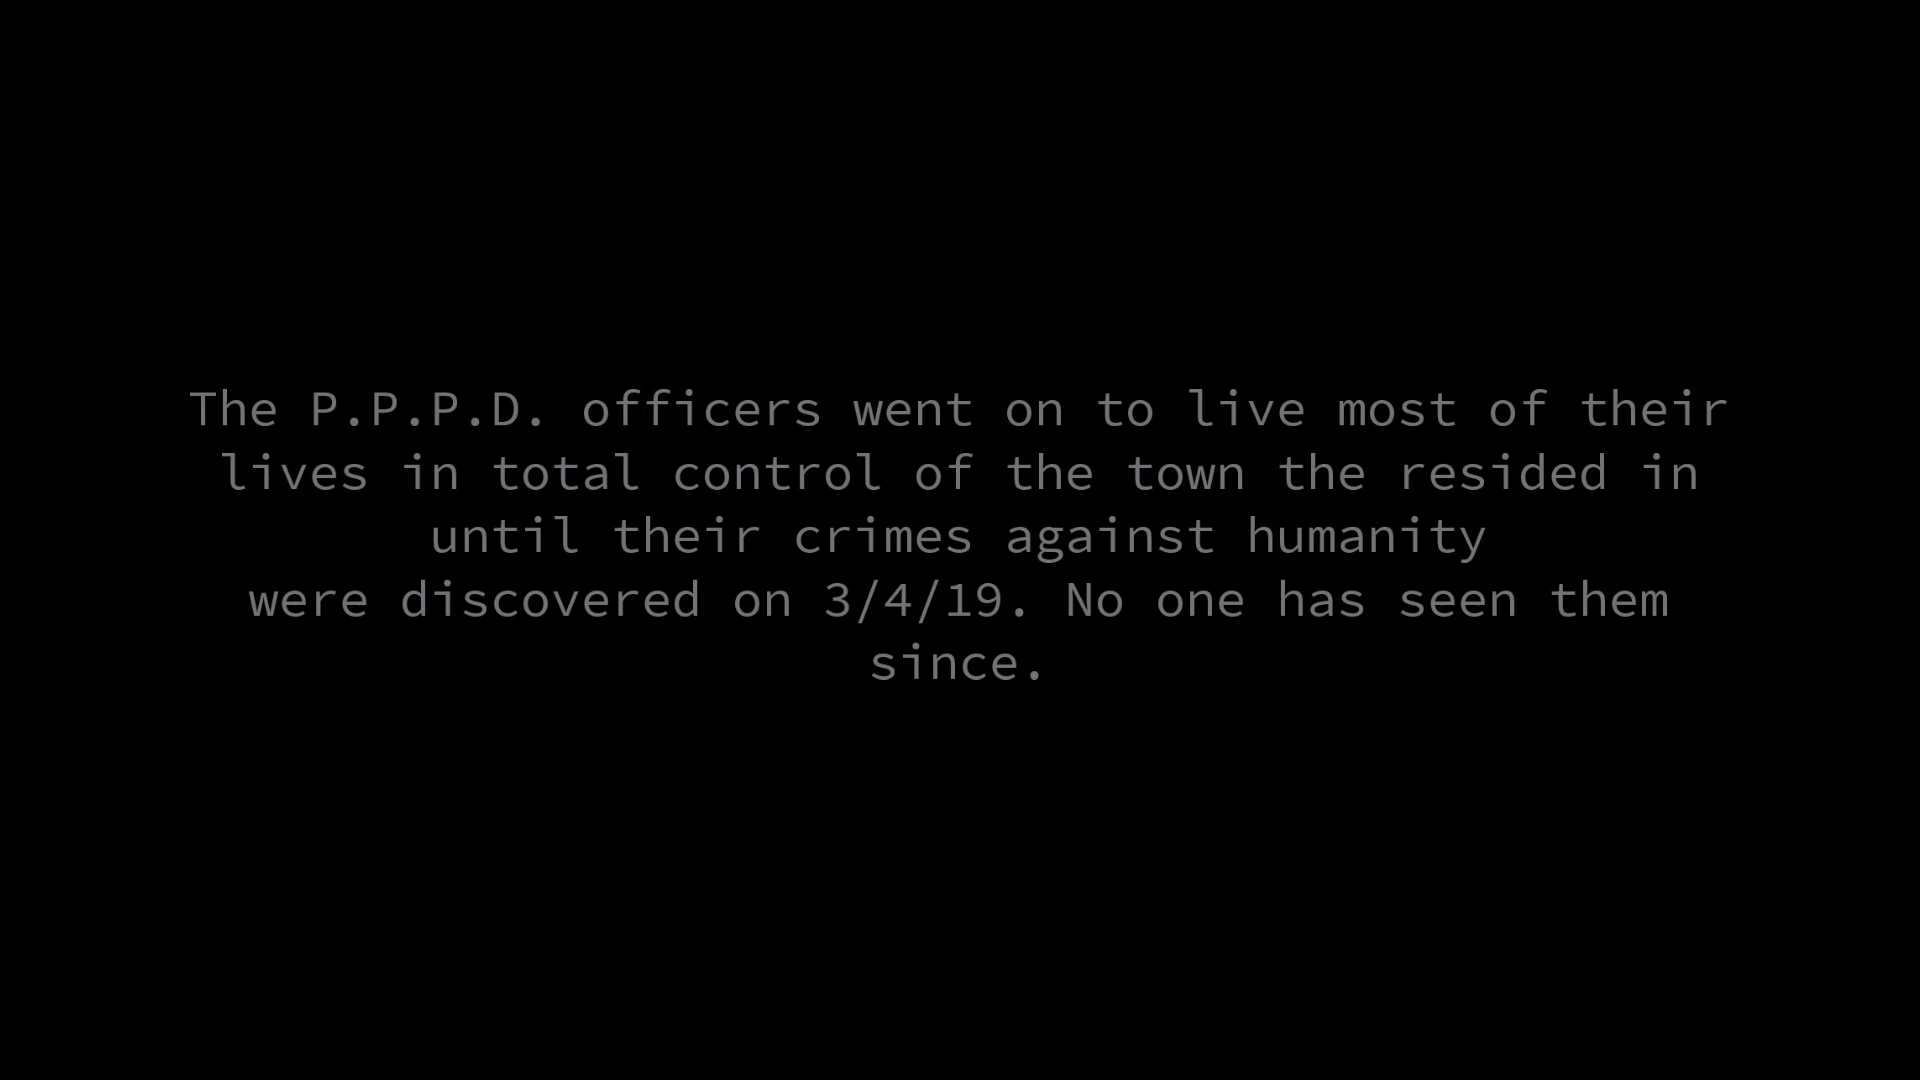 The P.P.P.D. officers went on to live most of their
lives in total control of the town the resided in
until their crimes against humanity
were discovered on 3/4/19. No one has seen them
since.